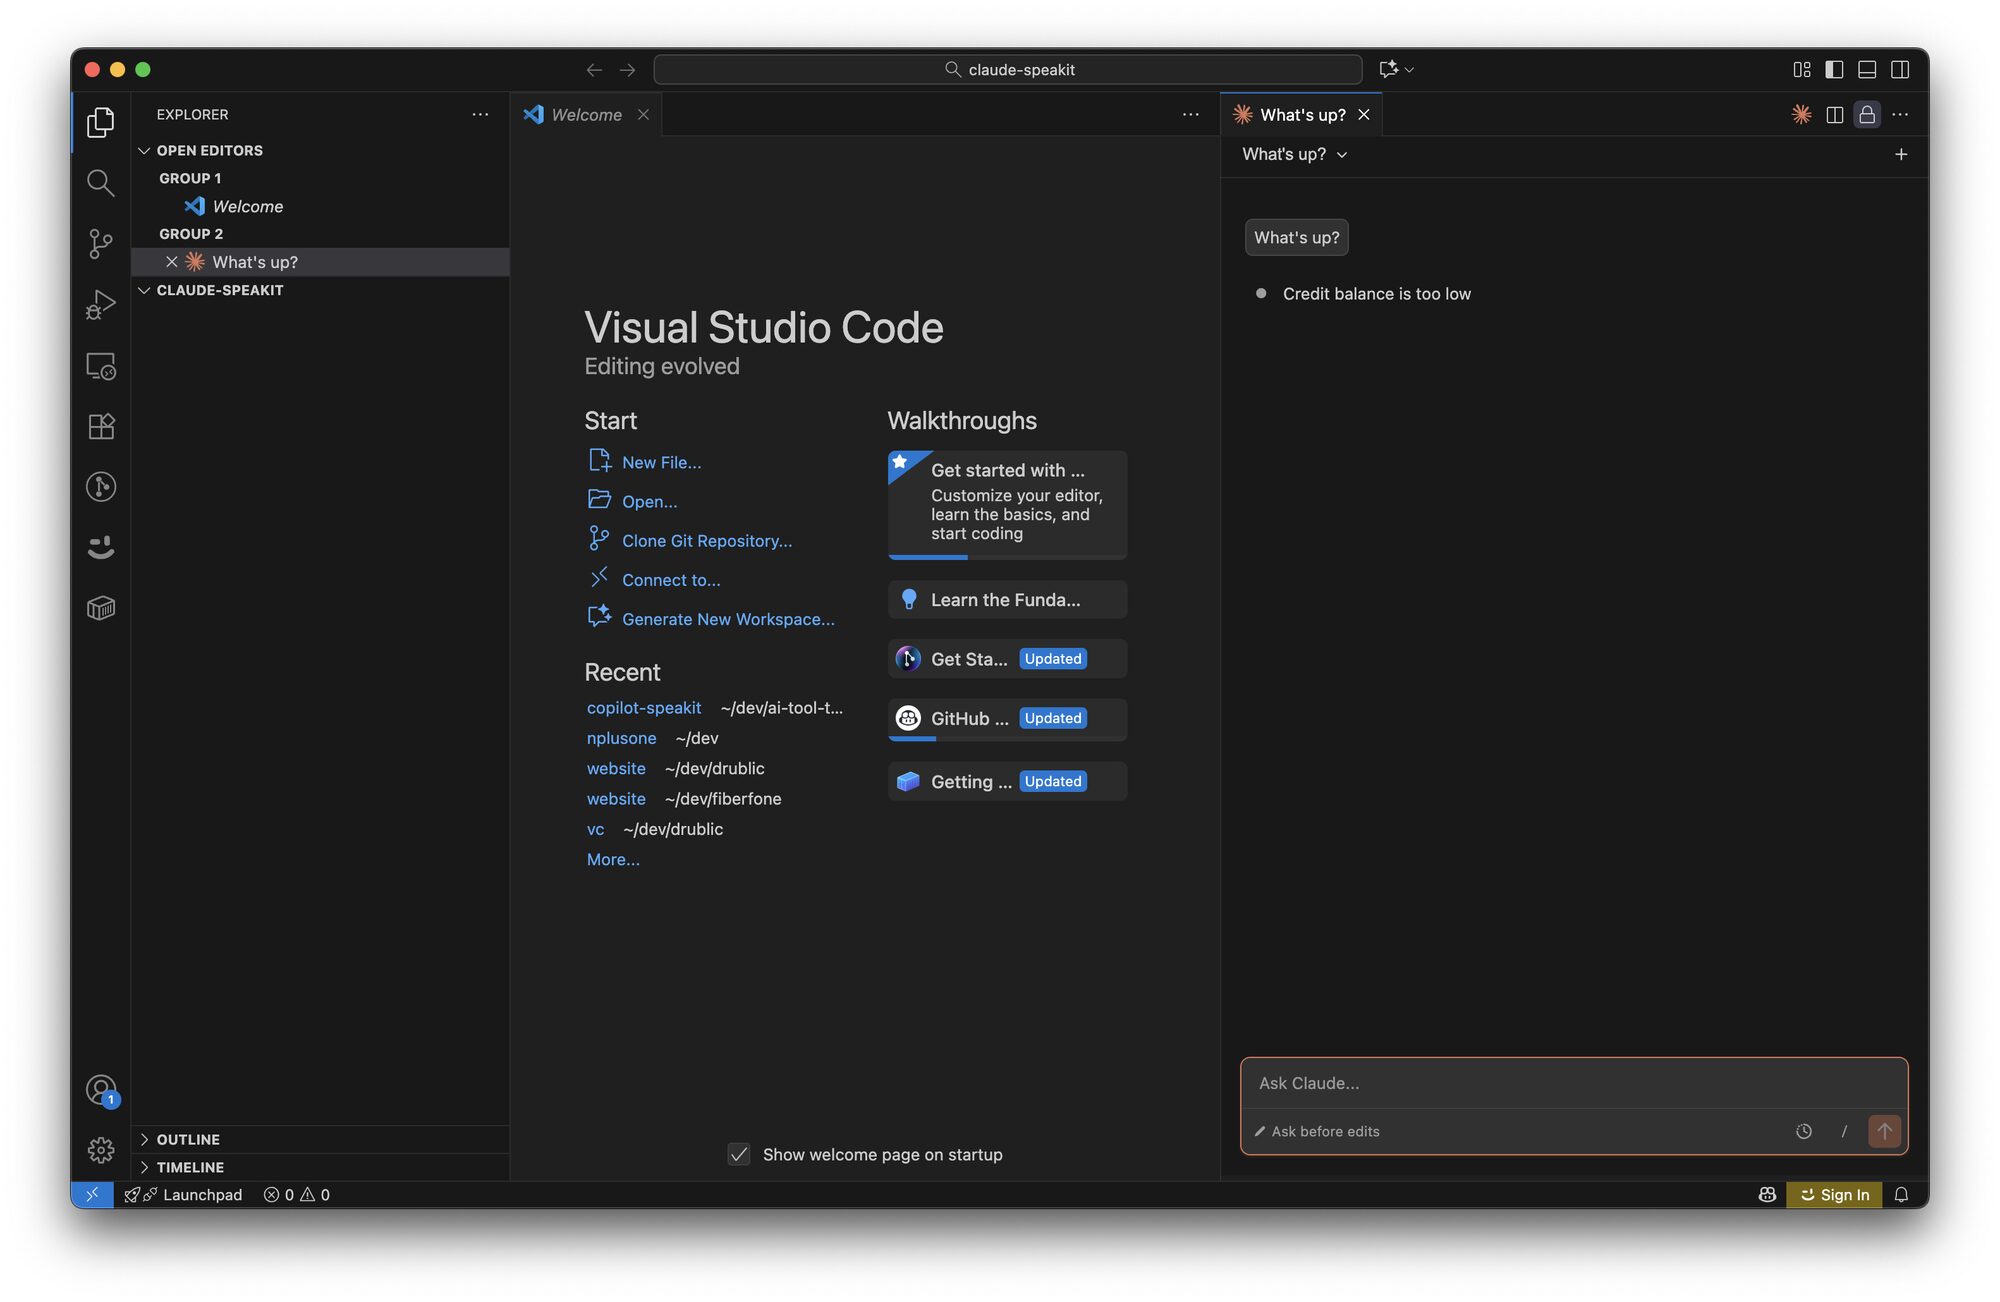 claude-speakit
EXPLORER
OPEN EDITORS
GROUP 1
Welcome
GROUP 2
What's up?
CLAUDE-SPEAKIT
OUTLINE
TIMELINE
Welcome
Visual Studio Code
Editing evolved
Start
New File...
Open...
Clone Git Repository...
Connect to...
Generate New Workspace...
Recent
copilot-speakit ~/dev/ai-tool-t...
nplusone ~/dev
website ~/dev/drublic
website ~/dev/fiberfone
vc ~/dev/drublic
More...
Walkthroughs
Get started with ...
Customize your editor,
learn the basics, and
start coding
Learn the Funda...
Get Sta... Updated
GitHub ... Updated
Getting ... Updated
Show welcome page on startup
What's up?
What's up?
What's up?
Credit balance is too low
Ask Claude...
Ask before edits
/
1
Launchpad 0 0
Sign In